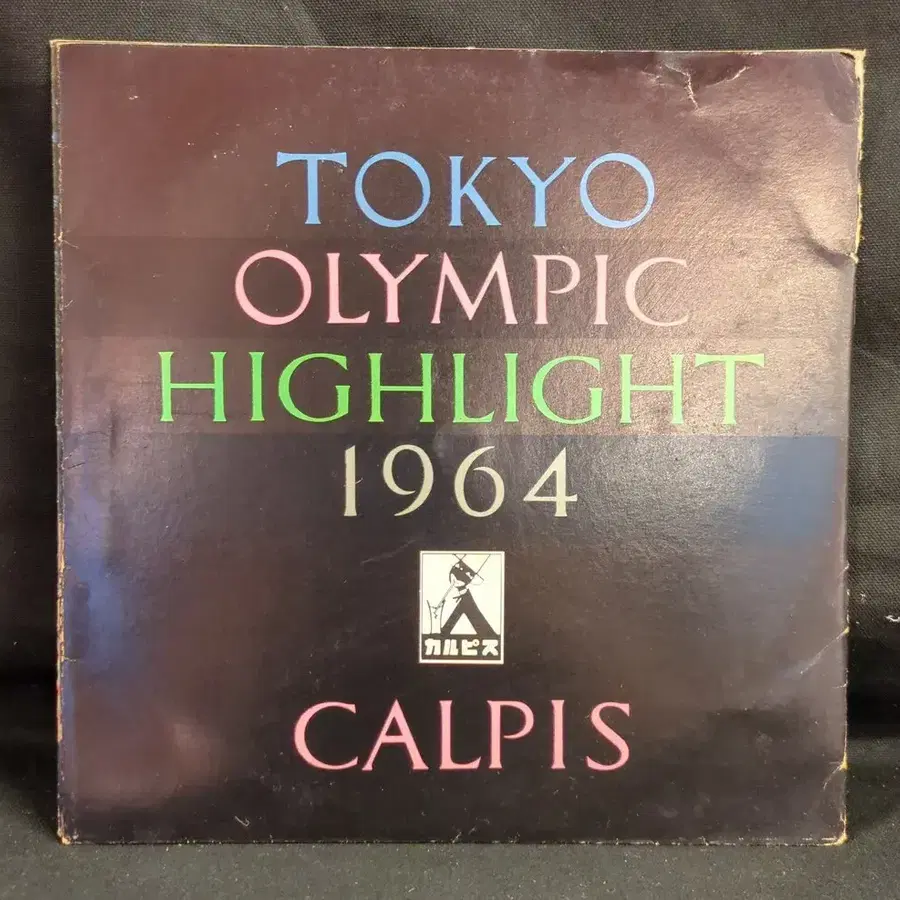 TOKYO
OLYMPIC
HIGHLIGHT
1964
カルピス
CALPIS